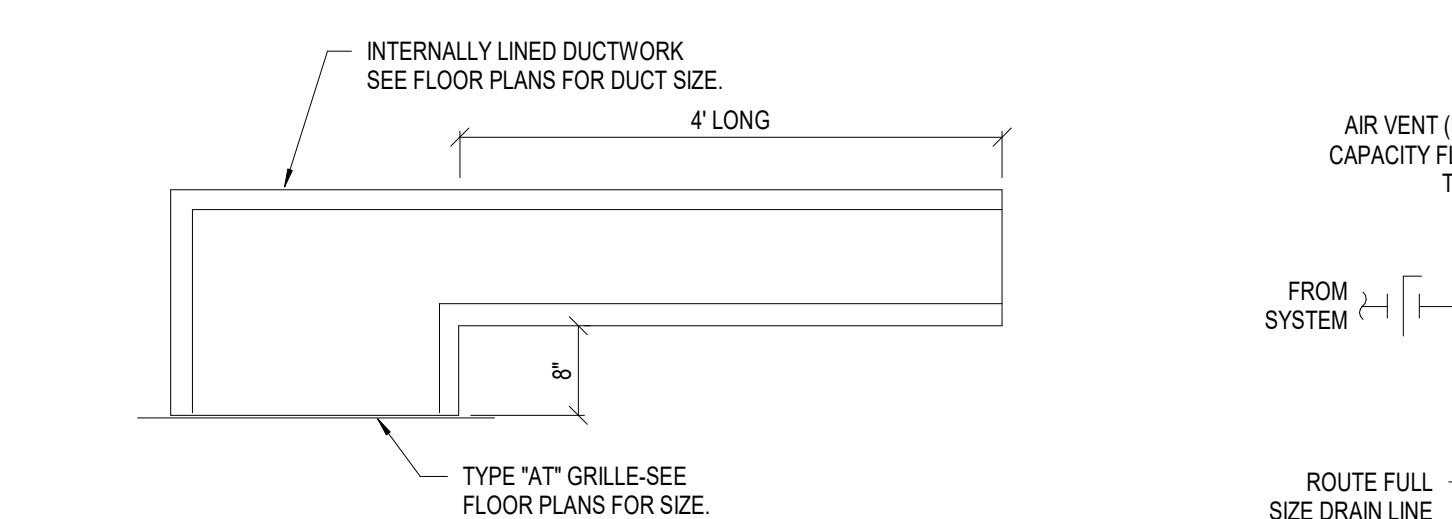 INTERNALLY LINED DUCTWORK
SEE FLOOR PLANS FOR DUCT SIZE.
4' LONG
8"
TYPE "AT" GRILLE-SEE
FLOOR PLANS FOR SIZE.
AIR VENT (
CAPACITY FL
T
FROM
SYSTEM
ROUTE FULL
SIZE DRAIN LINE